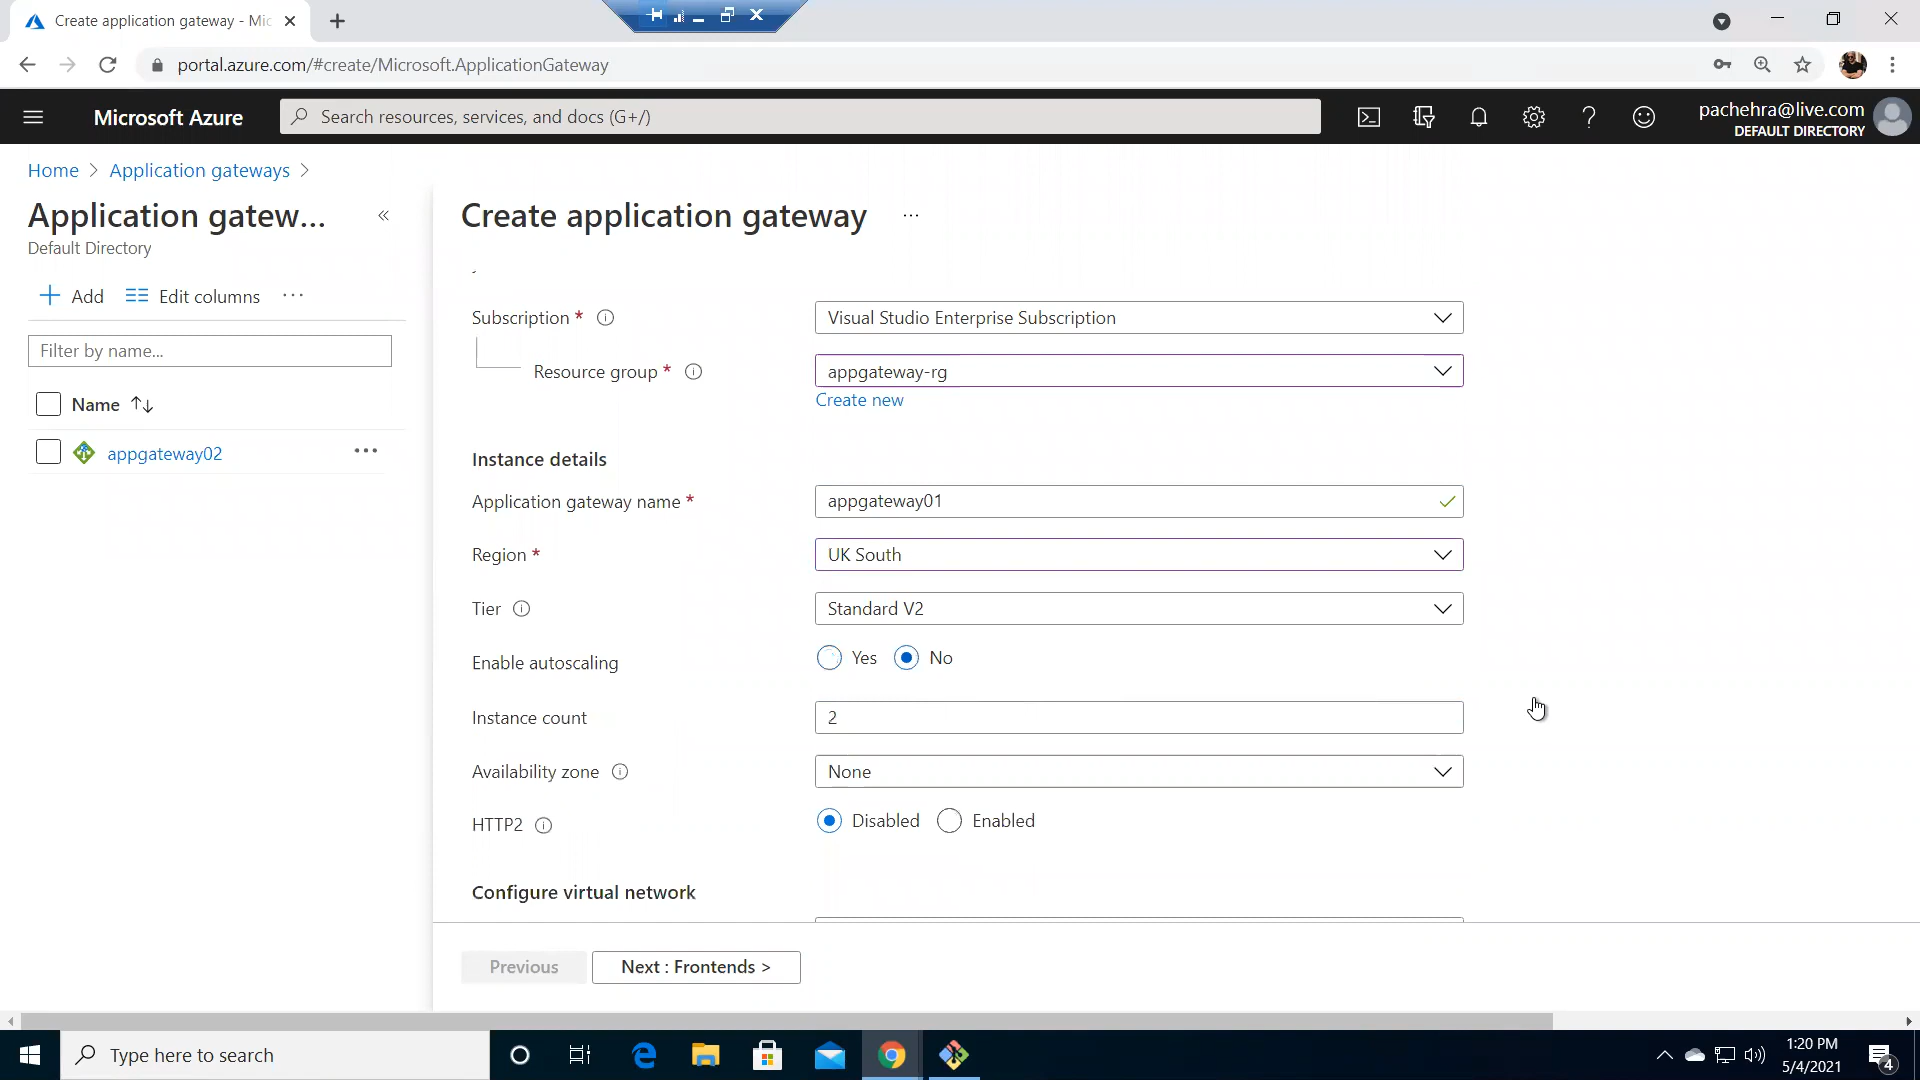 Create application gateway - Mic
portal.azure.com/#create/Microsoft.ApplicationGateway
Microsoft Azure
Search resources, services, and docs (G+/)
pachehra@live.com
DEFAULT DIRECTORY
Home > Application gateways >
Application gatew...
Default Directory
Add
Edit columns
Filter by name...
Name
appgateway02
Create application gateway
Subscription *
Visual Studio Enterprise Subscription
Resource group *
appgateway-rg
Create new
Instance details
Application gateway name *
appgateway01
Region *
UK South
Tier
Standard V2
Enable autoscaling
Yes
No
Instance count
2
Availability zone
None
HTTP2
Disabled
Enabled
Configure virtual network
Previous
Next : Frontends >
Type here to search
1:20 PM
5/4/2021
4